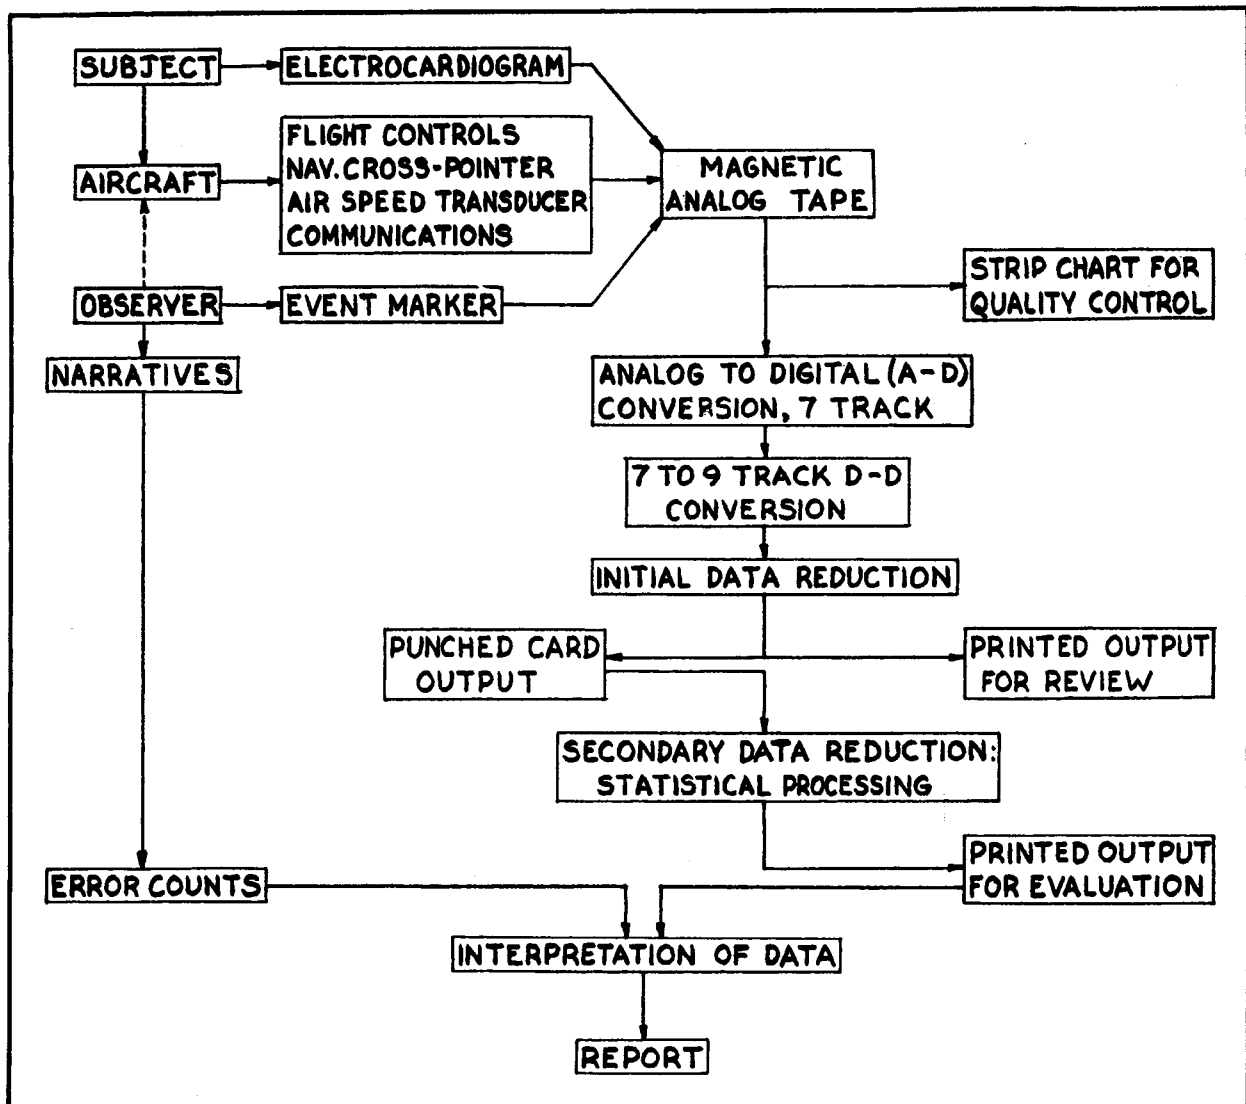 SUBJECT
ELECTROCARDIOGRAM
AIRCRAFT
FLIGHT CONTROLS
NAV. CROSS-POINTER
AIR SPEED TRANSDUCER
COMMUNICATIONS
MAGNETIC
ANALOG TAPE
OBSERVER
EVENT MARKER
STRIP CHART FOR
QUALITY CONTROL
NARRATIVES
ANALOG TO DIGITAL (A-D)
CONVERSION, 7 TRACK
7 TO 9 TRACK D-D
CONVERSION
INITIAL DATA REDUCTION
PUNCHED CARD
OUTPUT
PRINTED OUTPUT
FOR REVIEW
SECONDARY DATA REDUCTION:
STATISTICAL PROCESSING
ERROR COUNTS
PRINTED OUTPUT
FOR EVALUATION
INTERPRETATION OF DATA
REPORT